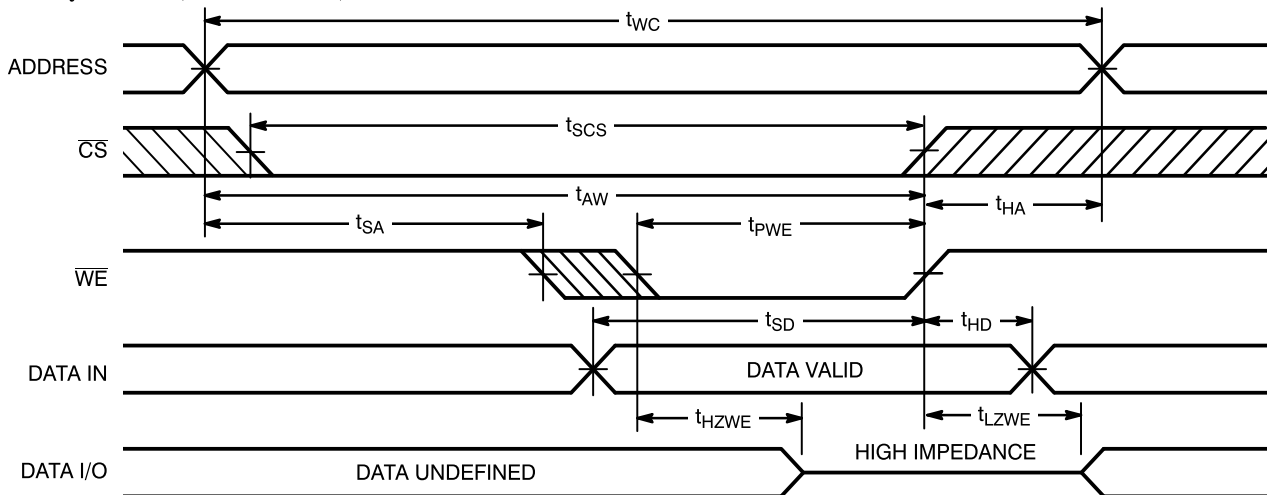 tWC
ADDRESS
tSCS
CS
tAW
tHA
tSA
tPWE
WE
tSD
tHD
DATA IN
DATA VALID
tHZWE
tLZWE
HIGH IMPEDANCE
DATA I/O
DATA UNDEFINED